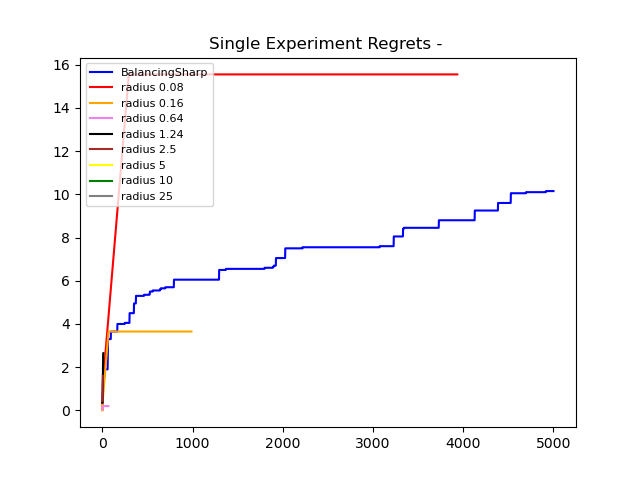 Single Experiment Regrets -
16
14
12
10
8
6
4
2
0
BalancingSharp
radius 0.08
radius 0.16
radius 0.64
radius 1.24
radius 2.5
radius 5
radius 10
radius 25
0 1000 2000 3000 4000 5000